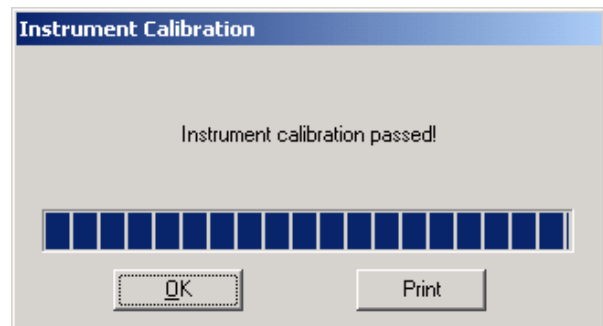 Instrument Calibration
Instrument calibration passed!
OK
Print